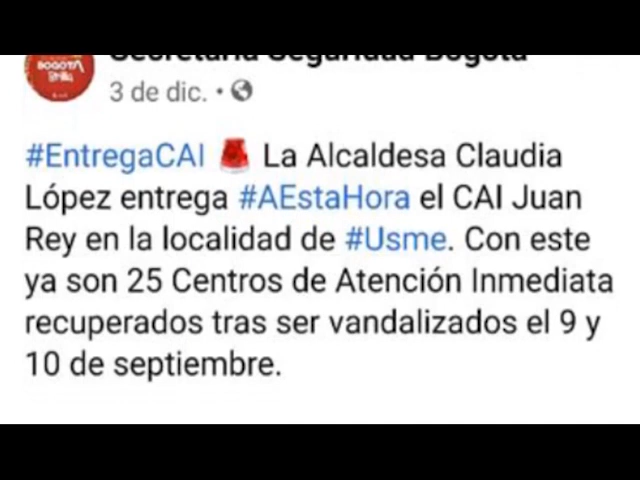 Secretaría Seguridad Bogotá
BOGOTÁ
3 de dic.
#EntregaCAI 🚨 La Alcaldesa Claudia
López entrega #AEstaHora el CAI Juan
Rey en la localidad de #Usme. Con este
ya son 25 Centros de Atención Inmediata
recuperados tras ser vandalizados el 9 y
10 de septiembre.